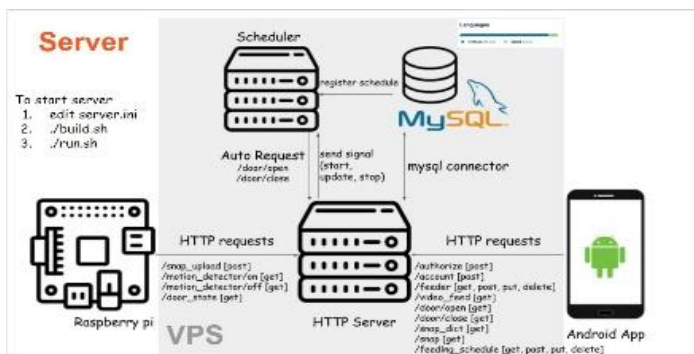 Server
Scheduler
Languages
register schedule
MySQL
To start server
1. edit server.ini
2. ./build.sh
3. ./run.sh
Auto Request
/door/open
/door/close
send signal
(start,
update, stop)
mysql connector
HTTP requests
/snap_upload [post]
/motion_detector/on [get]
/motion_detector/off [get]
/door_state [get]
HTTP requests
/authorize [post]
/account [post]
/feeder [get, post, put, delete]
/video_feed [get]
/door/open [get]
/door/close [get]
/snap_dict [get]
/snap [get]
/feeding_schedule [get, post, put, delete]
Raspberry pi
VPS
HTTP Server
Android App